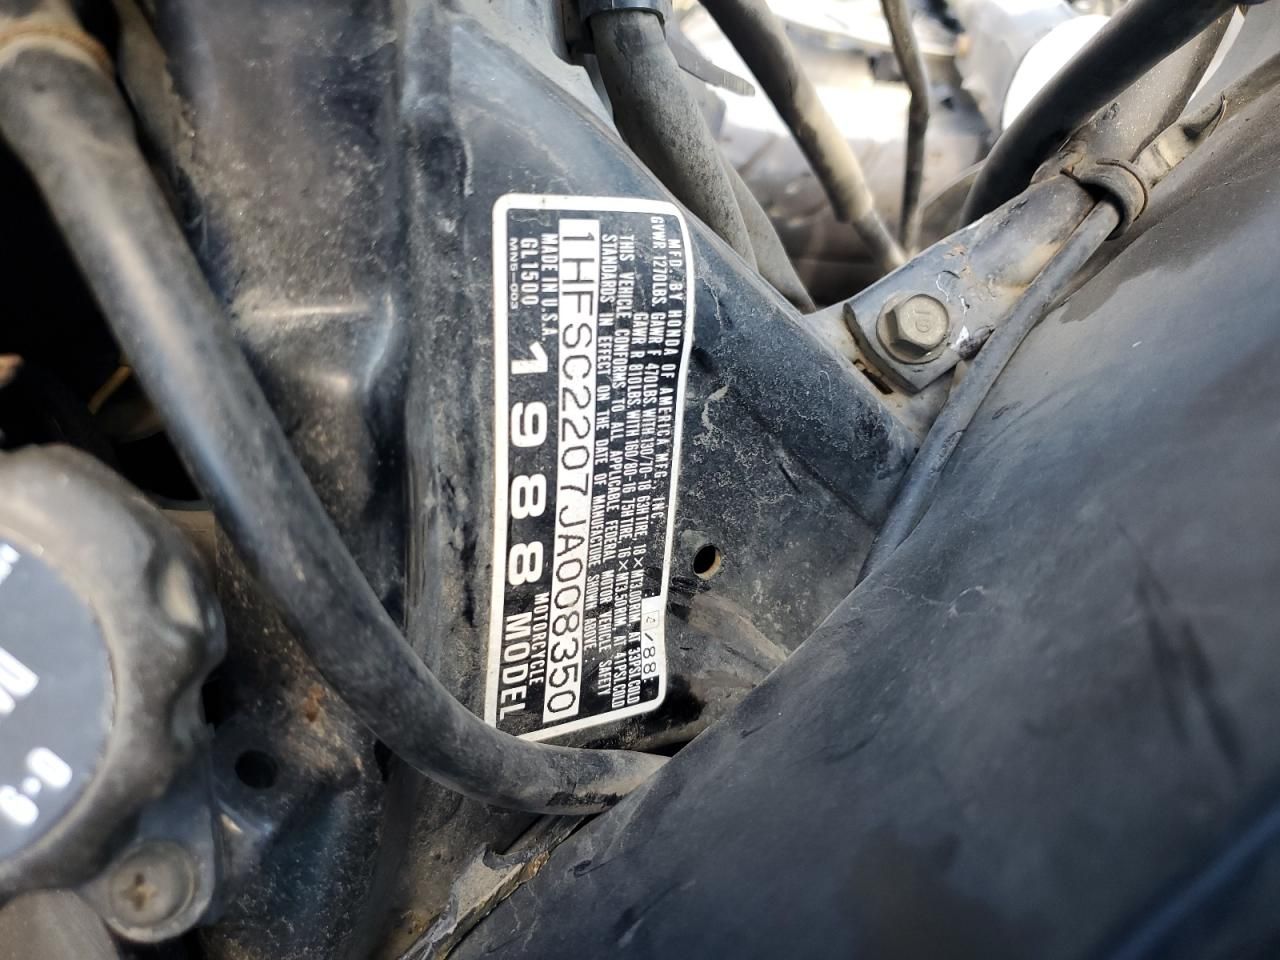 MFD. BY HONDA OF AMERICA MFG., INC. 4/88
GVWR 1270LBS. GAWR F 470LBS. WITH 130/70-18 63H TIRE, 18×MT3.00 RIM, AT 33PSI.COLD
GAWR R 810LBS. WITH 160/80-16 75H TIRE, 16×MT3.50 RIM, AT 41PSI.COLD
THIS VEHICLE CONFORMS TO ALL APPLICABLE FEDERAL MOTOR VEHICLE SAFETY
STANDARDS IN EFFECT ON THE DATE OF MANUFACTURE SHOWN ABOVE.
1HFSC2207JA008350
MADE IN U.S.A. MOTORCYCLE
GL1500 1988 MODEL
MN5-003
10